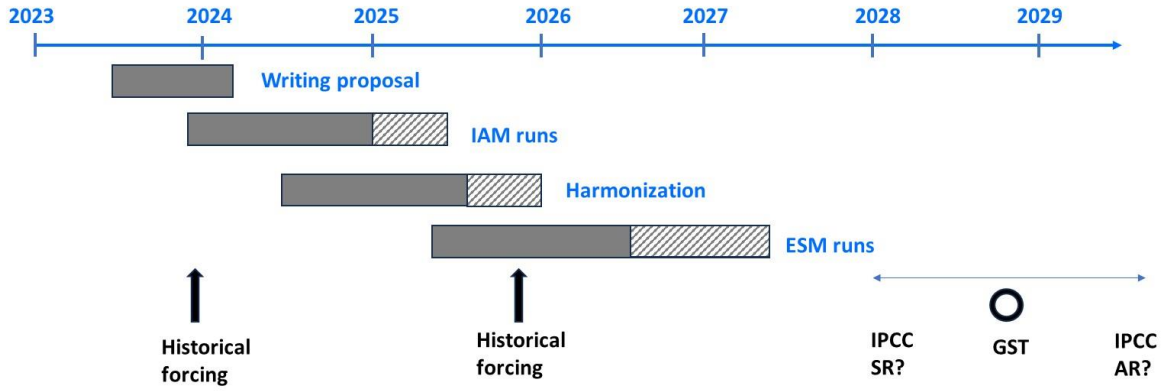 2023 2024 2025 2026 2027 2028 2029
Writing proposal
IAM runs
Harmonization
ESM runs
Historical
forcing
Historical
forcing
IPCC
SR?
GST
IPCC
AR?